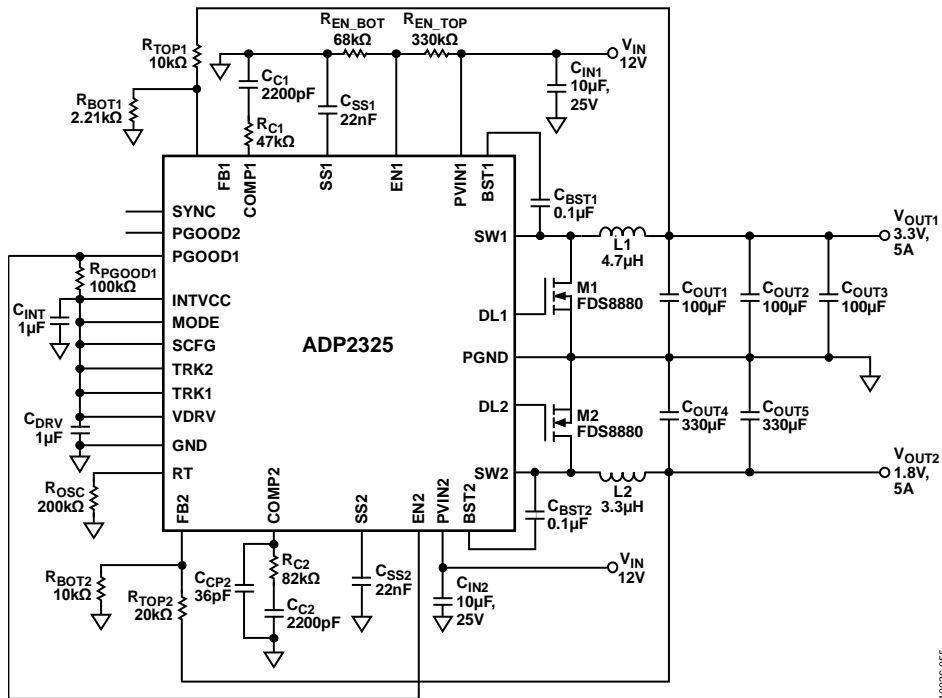 REN_BOT
68kΩ
REN_TOP
330kΩ
VIN
12V
RTOP1
10kΩ
CC1
2200pF
CSS1
22nF
CIN1
10µF,
25V
RBOT1
2.21kΩ
RC1
47kΩ
FB1
COMP1
SS1
EN1
PVIN1
BST1
CBST1
0.1µF
SYNC
PGOOD2
PGOOD1
SW1
L1
4.7µH
VOUT1
3.3V,
5A
RPGOOD1
100kΩ
M1
FDS8880
COUT1
100µF
COUT2
100µF
COUT3
100µF
CINT
1µF
INTVCC
MODE
SCFG
TRK2
TRK1
VDRV
GND
RT
ADP2325
DL1
PGND
DL2
SW2
M2
FDS8880
COUT4
330µF
COUT5
330µF
CDRV
1µF
VOUT2
1.8V,
5A
L2
3.3µH
ROSC
200kΩ
FB2
COMP2
SS2
EN2
PVIN2
BST2
CBST2
0.1µF
RBOT2
10kΩ
RTOP2
20kΩ
CCP2
36pF
RC2
82kΩ
CC2
2200pF
CSS2
22nF
VIN
12V
CIN2
10µF,
25V